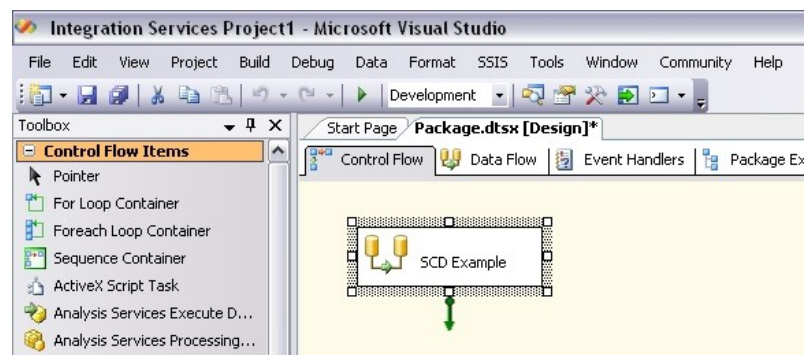 Integration Services Project1 - Microsoft Visual Studio
File Edit View Project Build Debug Data Format SSIS Tools Window Community Help
Development
Toolbox
Start Page Package.dtsx [Design]*
Control Flow Items
Control Flow Data Flow Event Handlers Package Ex
Pointer
For Loop Container
Foreach Loop Container
Sequence Container
ActiveX Script Task
Analysis Services Execute D...
Analysis Services Processing...
SCD Example